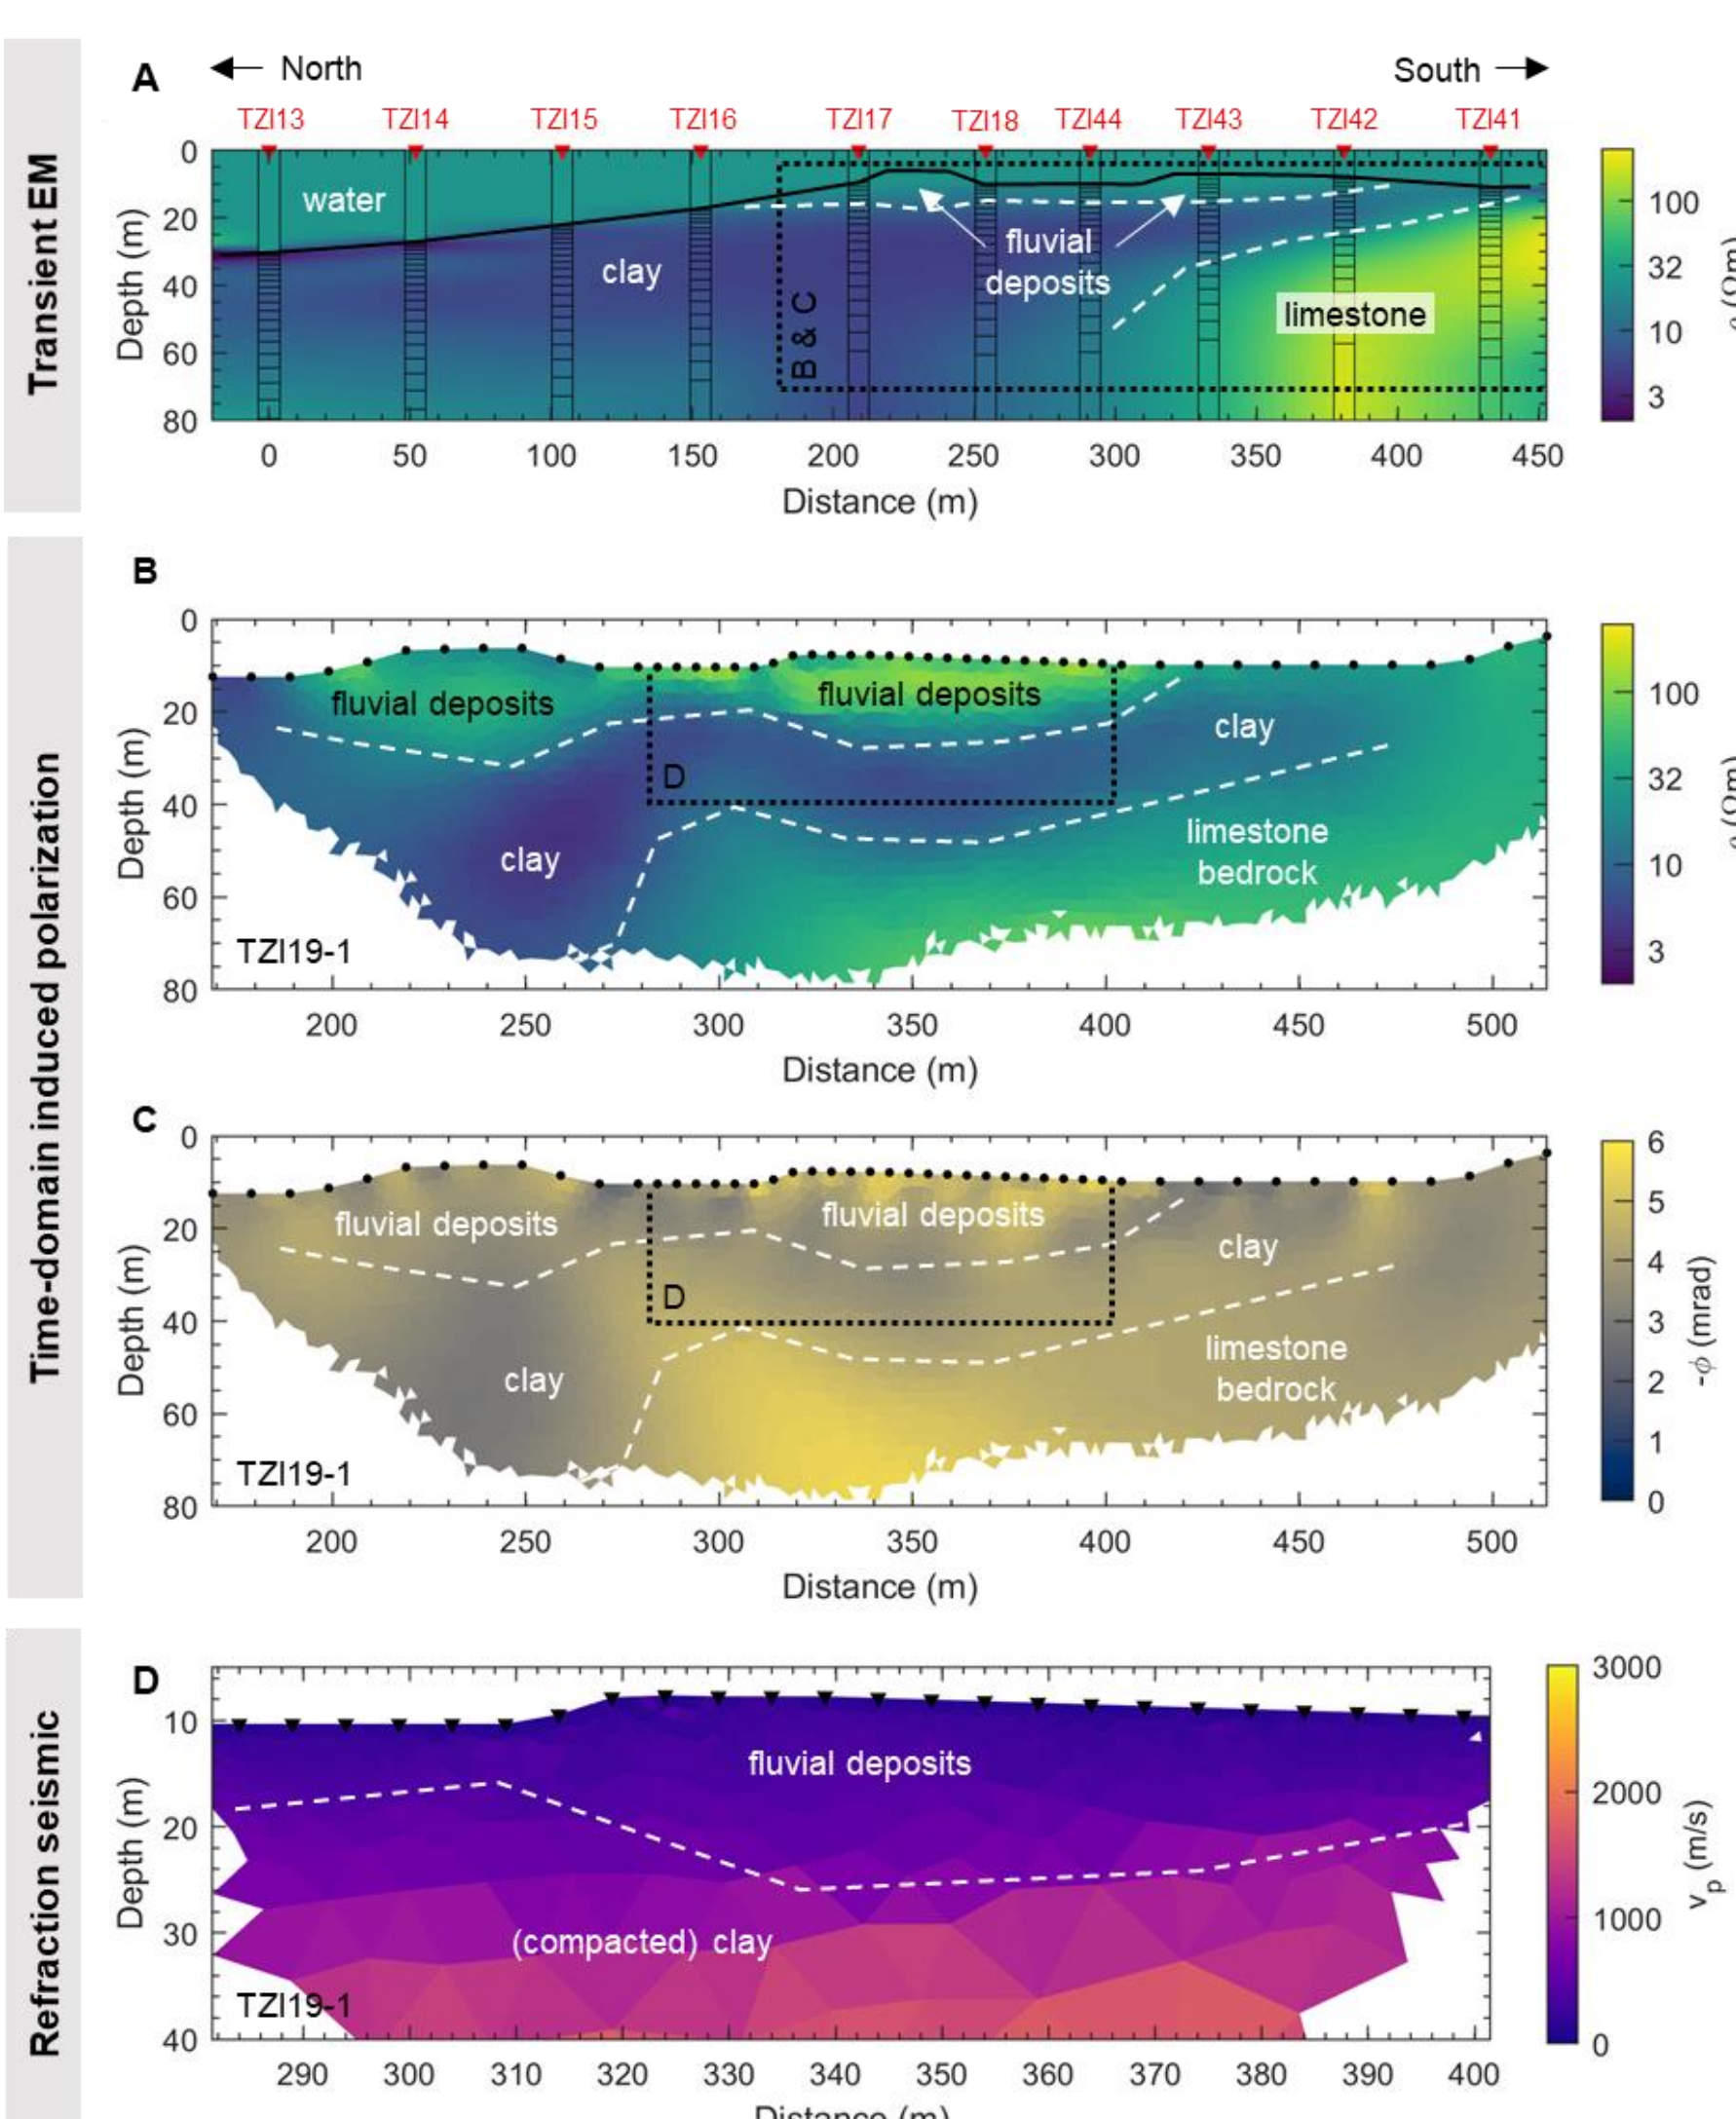 Transient EM
A
← North
South →
TZI13 TZI14 TZI15 TZI16 TZI17 TZI18 TZI44 TZI43 TZI42 TZI41
0
20
40
60
80
Depth (m)
water
clay
fluvial
deposits
limestone
B & C
0 50 100 150 200 250 300 350 400 450
Distance (m)
100
32
10
3
Time-domain induced polarization
B
0
20
40
60
80
Depth (m)
fluvial deposits
fluvial deposits
clay
D
clay
limestone
bedrock
TZI19-1
200 250 300 350 400 450 500
Distance (m)
100
32
10
3
C
0
20
40
60
80
Depth (m)
fluvial deposits
fluvial deposits
clay
D
clay
limestone
bedrock
TZI19-1
200 250 300 350 400 450 500
Distance (m)
6
5
4
3
2
1
0
-ϕ (mrad)
Refraction seismic
D
10
20
30
40
Depth (m)
fluvial deposits
(compacted) clay
TZI19-1
290 300 310 320 330 340 350 360 370 380 390 400
Distance (m)
3000
2000
1000
0
vp (m/s)